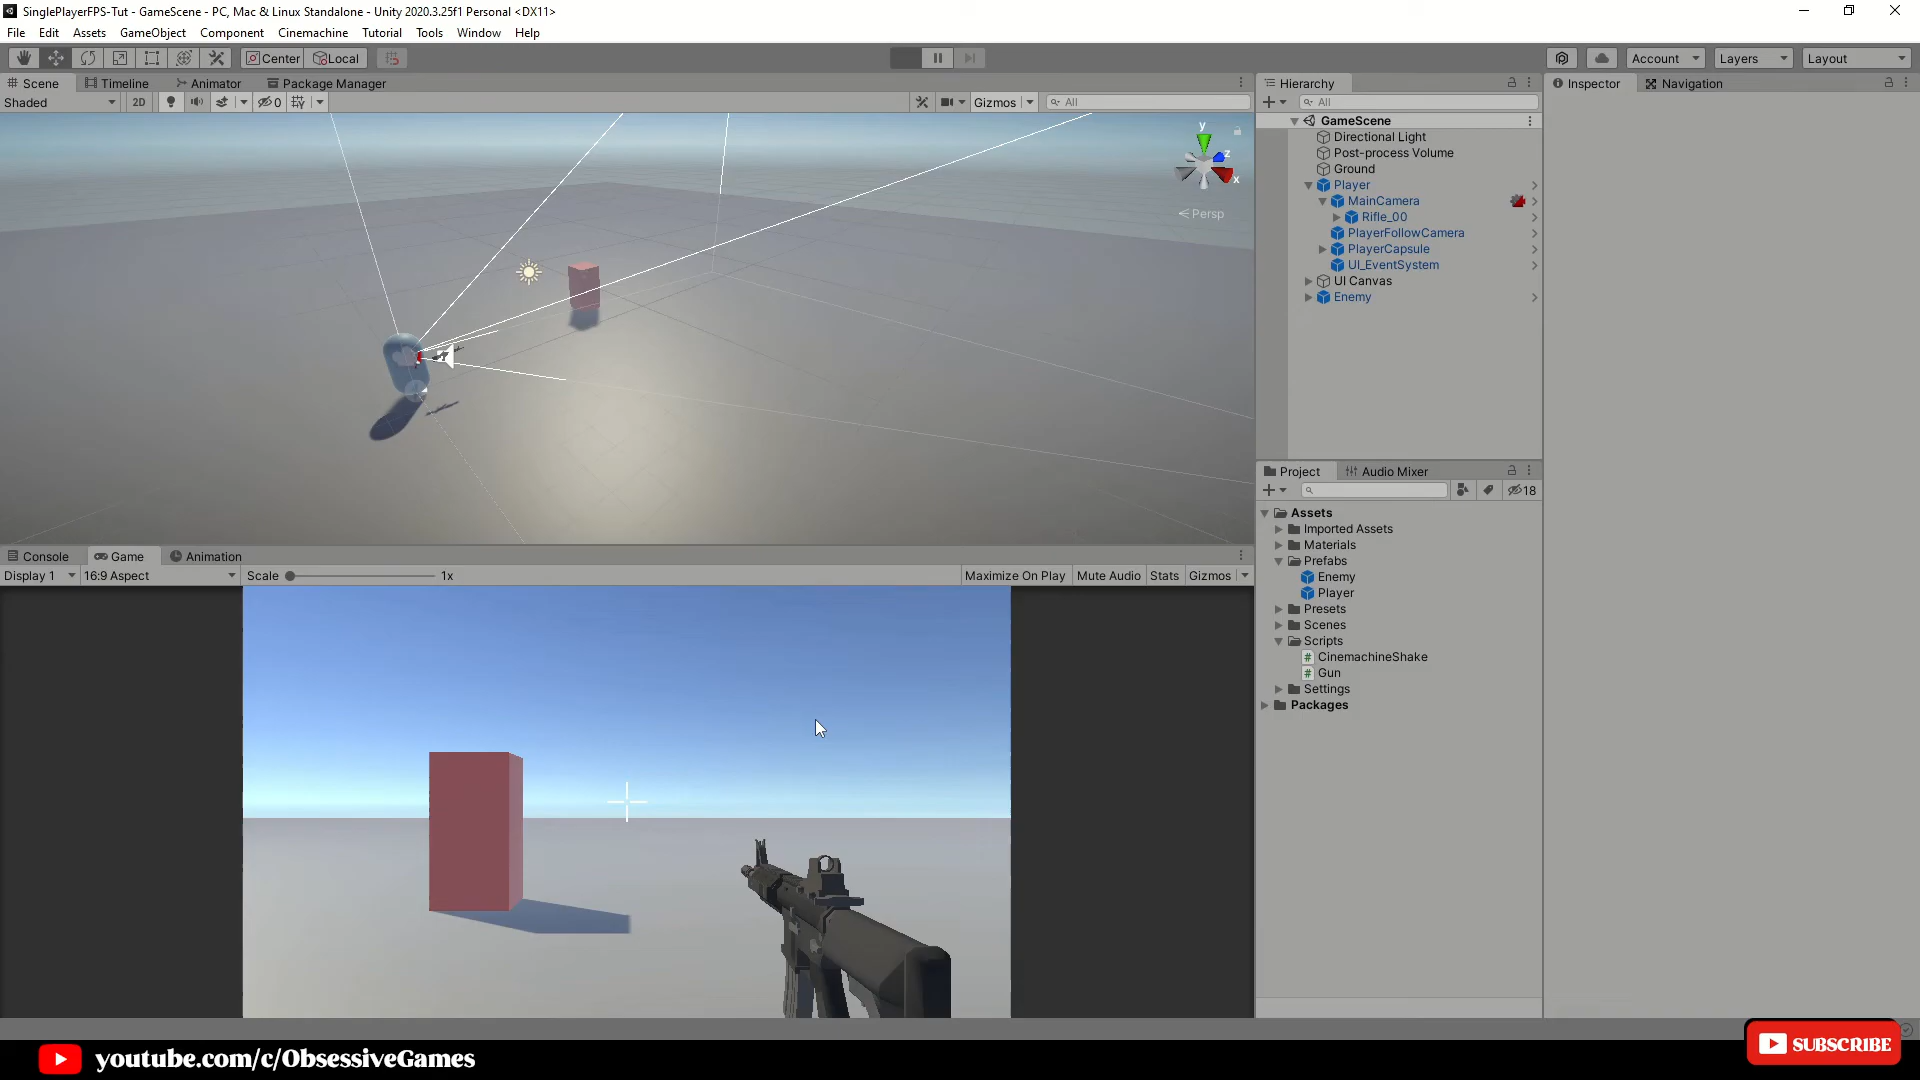 SinglePlayerFPS-Tut - GameScene - PC, Mac & Linux Standalone - Unity 2020.3.25f1 Personal <DX11>
File Edit Assets GameObject Component Cinemachine Tutorial Tools Window Help
Center Local Account Layers Layout
Scene Timeline Animator Package Manager
Shaded 2D 0 Gizmos All
y
z
x
Persp
Hierarchy
All
GameScene
Directional Light
Post-process Volume
Ground
Player
MainCamera
Rifle_00
PlayerFollowCamera
PlayerCapsule
UI_EventSystem
UI Canvas
Enemy
Inspector Navigation
Console Game Animation
Display 1 16:9 Aspect Scale 1x Maximize On Play Mute Audio Stats Gizmos
Project Audio Mixer
18
Assets
Imported Assets
Materials
Prefabs
Enemy
Player
Presets
Scenes
Scripts
# CinemachineShake
# Gun
Settings
Packages
youtube.com/c/ObsessiveGames
SUBSCRIBE